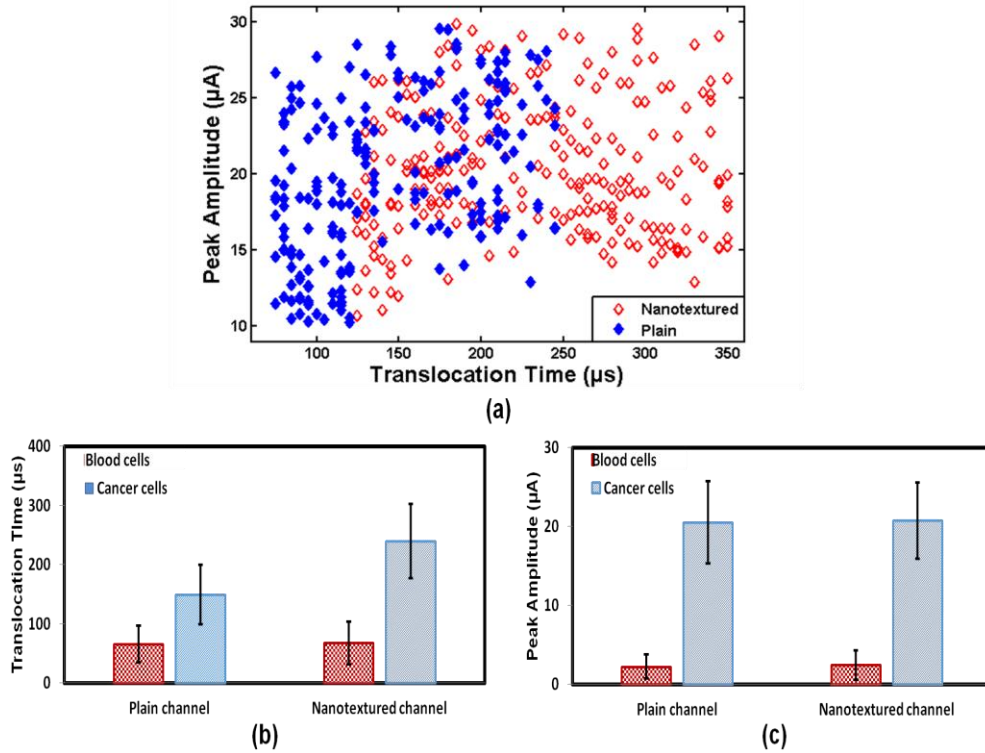 30
25
20
15
10
Peak Amplitude (µA)
100 150 200 250 300 350
Translocation Time (µs)
Nanotextured
Plain
(a)
400
300
200
100
0
Translocation TIme (µs)
Blood cells
Cancer cells
Plain channel Nanotextured channel
(b)
30
20
10
0
Peak Amplitude (µA)
Blood cells
Cancer cells
Plain channel Nanotextured channel
(c)